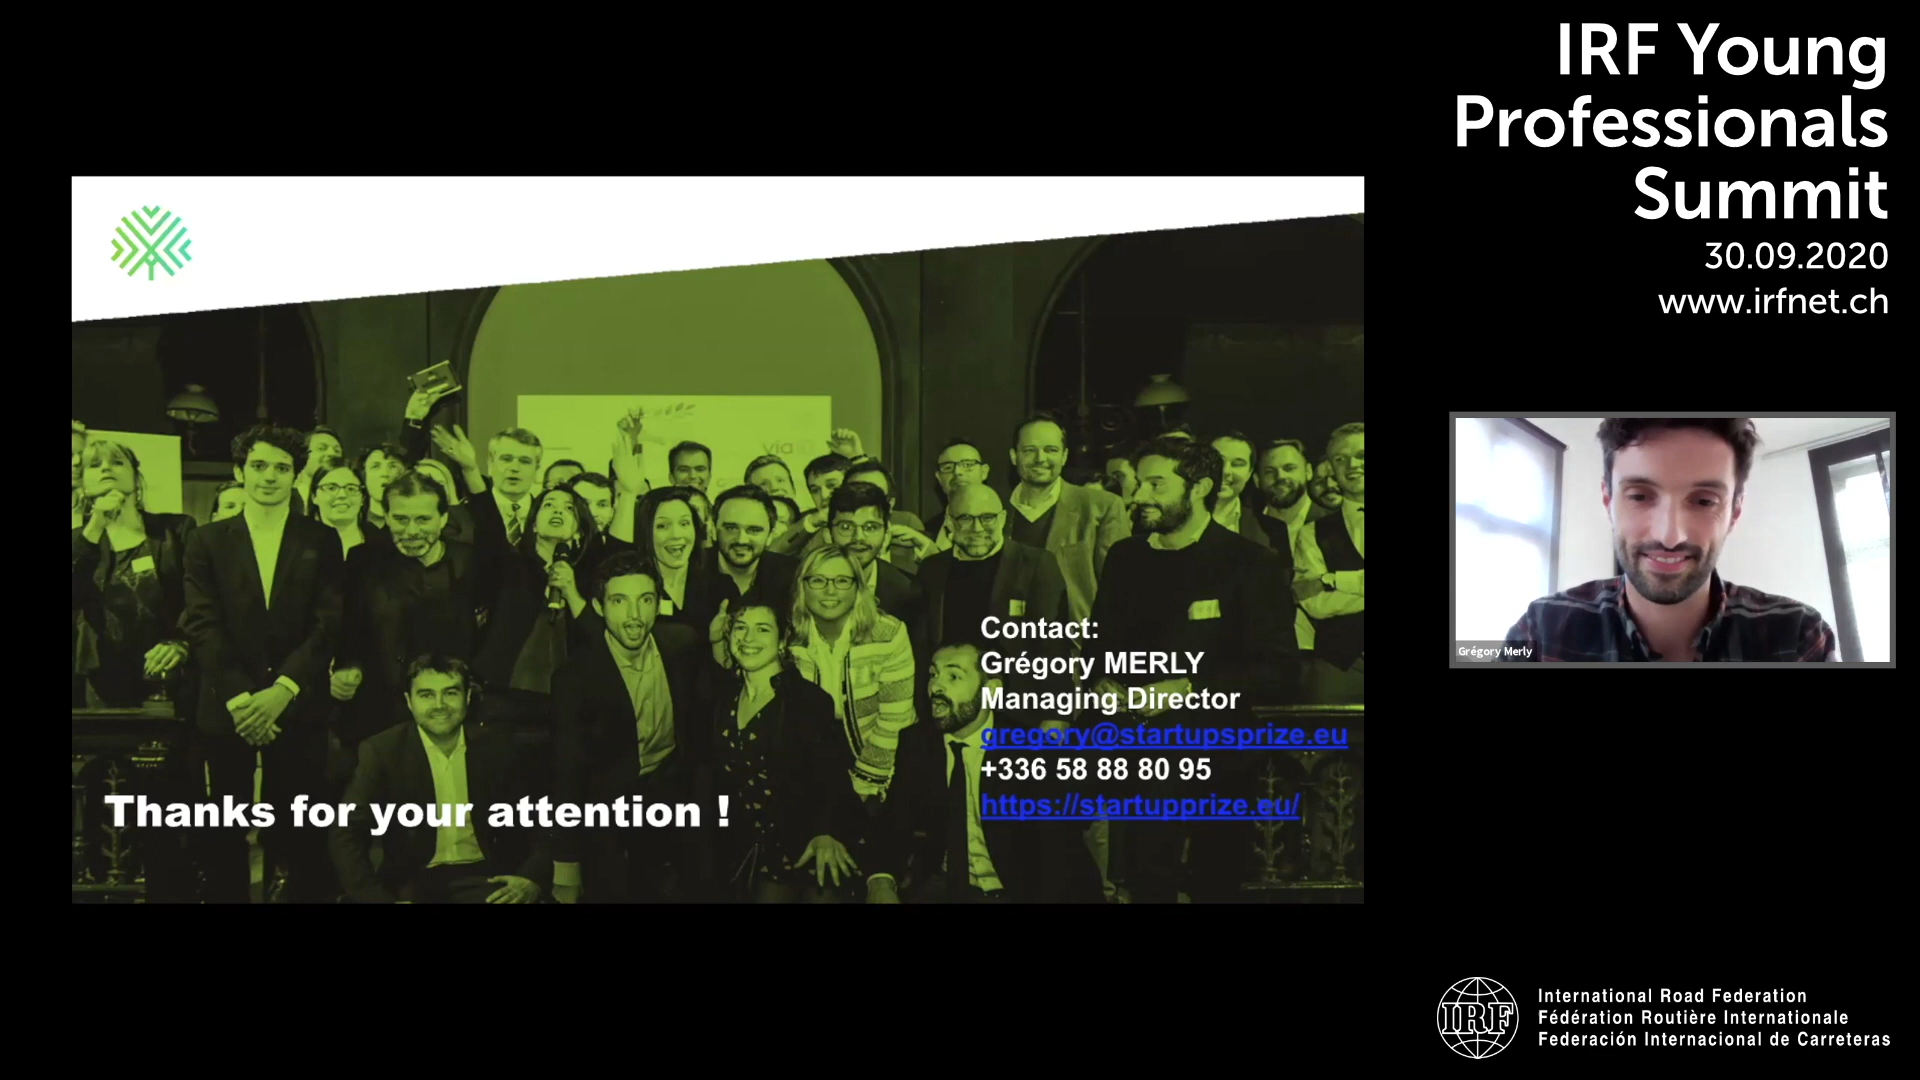 IRF Young
Professionals
Summit
30.09.2020
www.irfnet.ch
via
Contact:
Grégory MERLY
Managing Director
gregory@startupsprize.eu
+336 58 88 80 95
https://startupprize.eu/
Thanks for your attention !
Grégory Merly
IRF
International Road Federation
Fédération Routière Internationale
Federación Internacional de Carreteras